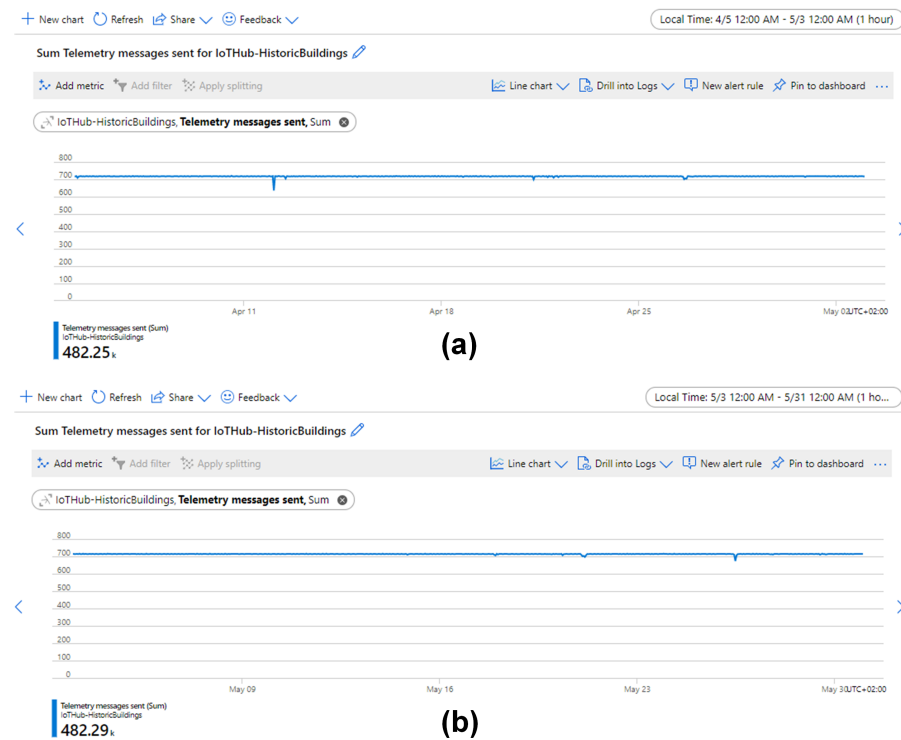 New chart Refresh Share Feedback Local Time: 4/5 12:00 AM - 5/3 12:00 AM (1 hour)
Sum Telemetry messages sent for IoTHub-HistoricBuildings
Add metric Add filter Apply splitting Line chart Drill into Logs New alert rule Pin to dashboard ...
IoTHub-HistoricBuildings, Telemetry messages sent, Sum
800
700
600
500
400
300
200
100
0
Apr 11 Apr 18 Apr 25 May 02 UTC+02:00
Telemetry messages sent (Sum)
IoTHub-HistoricBuildings
482.25 k
(a)
New chart Refresh Share Feedback Local Time: 5/3 12:00 AM - 5/31 12:00 AM (1 ho...
Sum Telemetry messages sent for IoTHub-HistoricBuildings
Add metric Add filter Apply splitting Line chart Drill into Logs New alert rule Pin to dashboard ...
IoTHub-HistoricBuildings, Telemetry messages sent, Sum
800
700
600
500
400
300
200
100
0
May 09 May 16 May 23 May 30 UTC+02:00
Telemetry messages sent (Sum)
IoTHub-HistoricBuildings
482.29 k
(b)